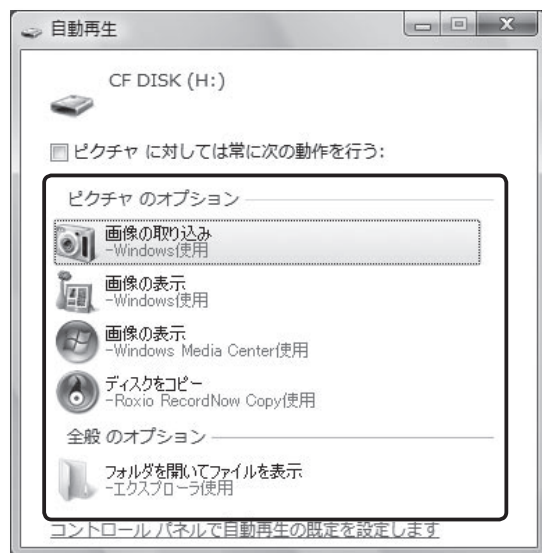 自動再生
CF DISK (H:)
ピクチャ に対しては常に次の動作を行う:
ピクチャ のオプション
画像の取り込み
-Windows使用
画像の表示
-Windows使用
画像の表示
-Windows Media Center使用
ディスクをコピー
-Roxio RecordNow Copy使用
全般 のオプション
フォルダを開いてファイルを表示
-エクスプローラ使用
コントロール パネルで自動再生の既定を設定します